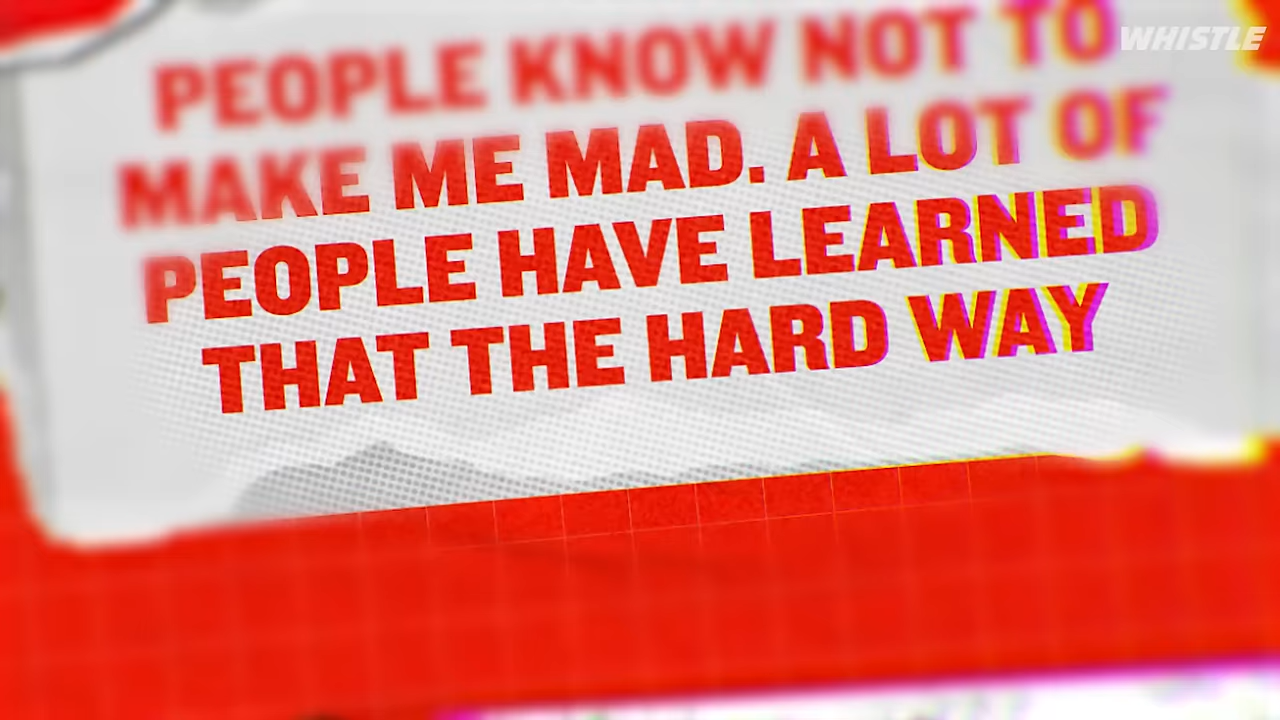 WHISTLE
PEOPLE KNOW NOT TO
MAKE ME MAD. A LOT OF
PEOPLE HAVE LEARNED
THAT THE HARD WAY